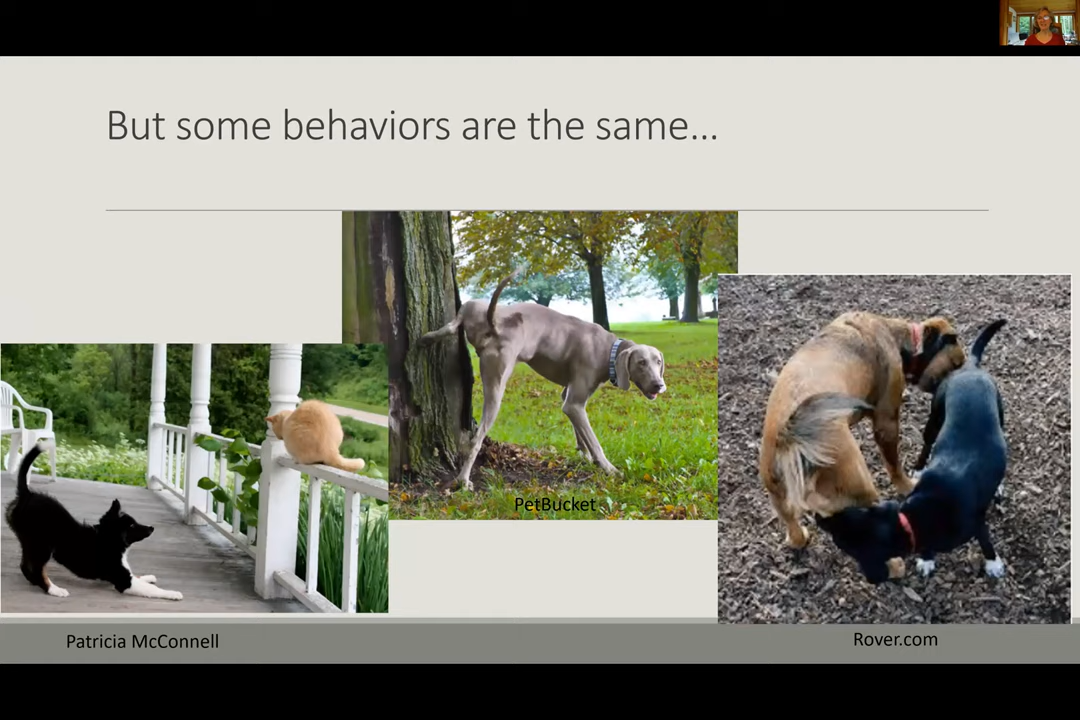 But some behaviors are the same...
PetBucket
Patricia McConnell
Rover.com